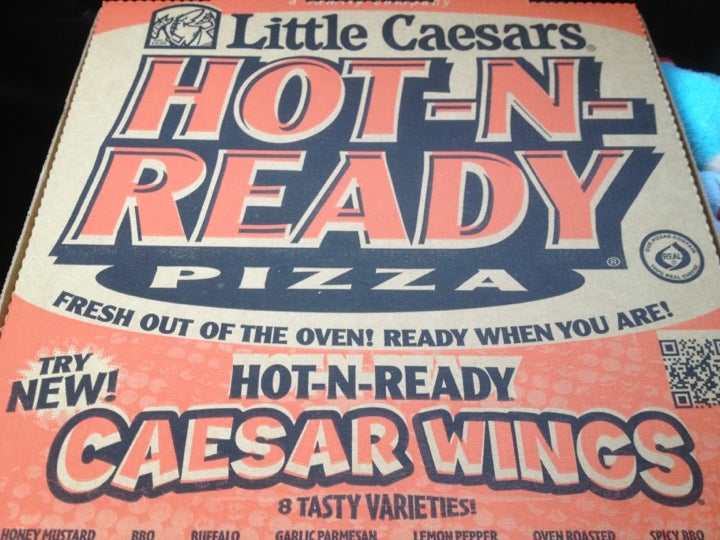 Little Caesars®
HOT-N-
READY®
PIZZA
REAL
FRESH OUT OF THE OVEN! READY WHEN YOU ARE!
TRY
NEW!
HOT-N-READY
CAESAR WINGS
8 TASTY VARIETIES!
HONEY MUSTARD BBQ BUFFALO GARLIC PARMESAN LEMON PEPPER OVEN ROASTED SPICY BBQ